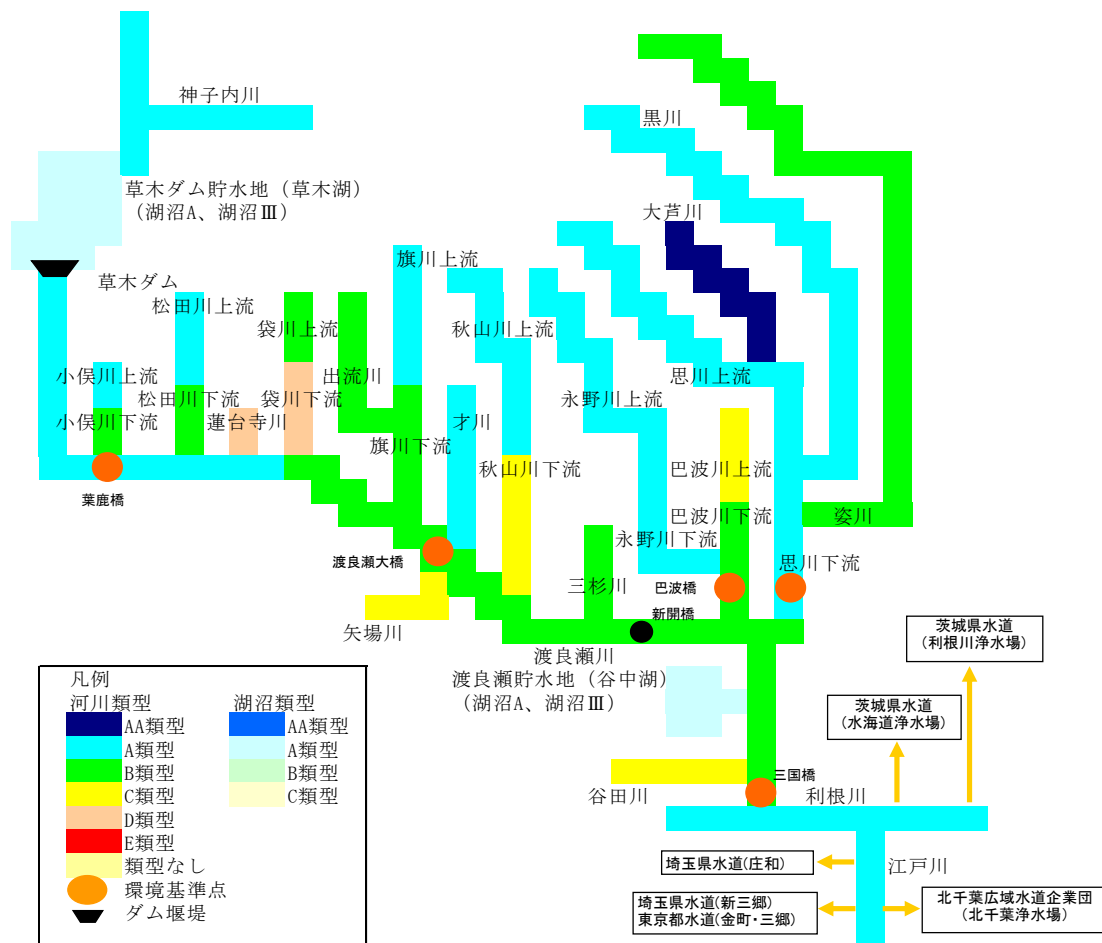 神子内川
黒川
草木ダム貯水地（草木湖）
（湖沼A、湖沼Ⅲ）
大芦川
草木ダム
旗川上流
松田川上流
袋川上流
秋山川上流
小俣川上流
出流川
思川上流
松田川下流
袋川下流
永野川上流
小俣川下流
蓮台寺川
旗川下流
才川
秋山川下流
巴波川上流
葉鹿橋
巴波川下流
姿川
永野川下流
渡良瀬大橋
思川下流
三杉川
巴波橋
新開橋
矢場川
渡良瀬川
渡良瀬貯水地（谷中湖）
（湖沼A、湖沼Ⅲ）
茨城県水道
（利根川浄水場）
茨城県水道
（水海道浄水場）
三国橋
谷田川
利根川
江戸川
埼玉県水道(庄和)
埼玉県水道(新三郷)
東京都水道(金町・三郷)
北千葉広域水道企業団
（北千葉浄水場）
凡例
河川類型
湖沼類型
AA類型
AA類型
A類型
A類型
B類型
B類型
C類型
C類型
D類型
E類型
類型なし
環境基準点
ダム堰堤